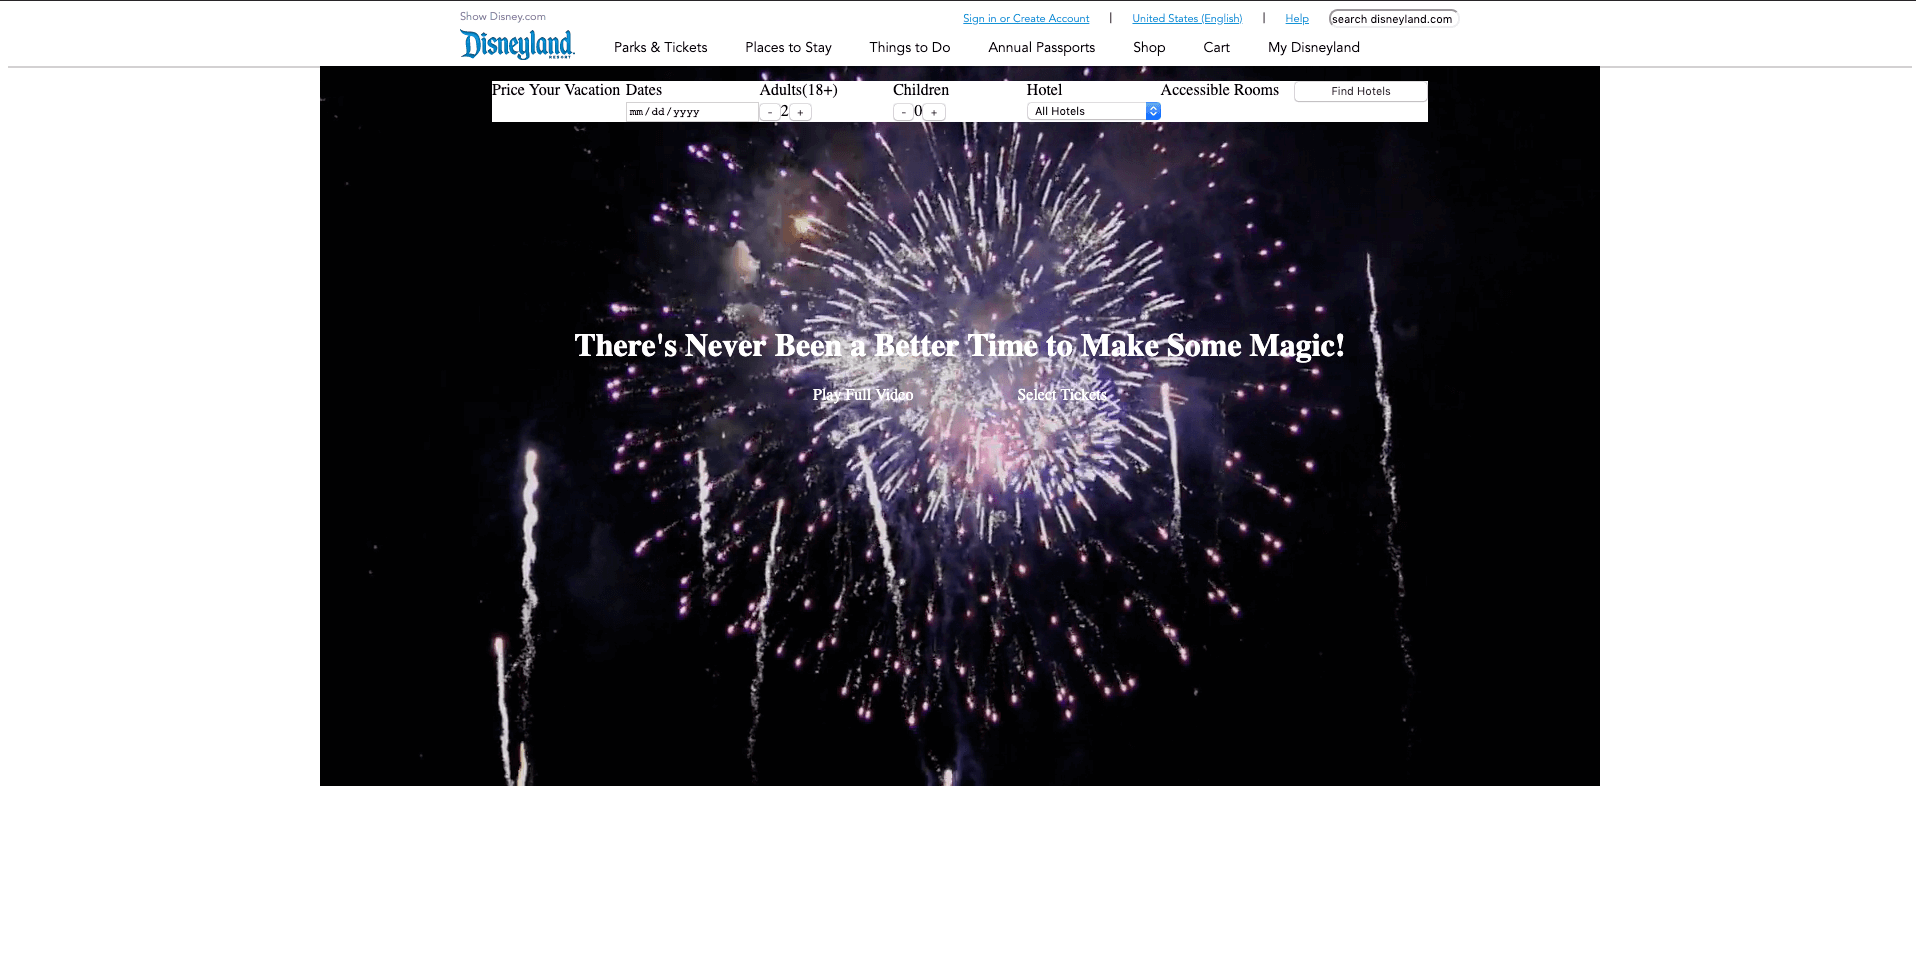 Show Disney.com
Sign in or Create Account | United States (English) | Help search disneyland.com
Disneyland RESORT
Parks & Tickets Places to Stay Things to Do Annual Passports Shop Cart My Disneyland
Price Your Vacation Dates Adults(18+) Children Hotel Accessible Rooms Find Hotels
mm/dd/yyyy - 2 + - 0 + All Hotels
There's Never Been a Better Time to Make Some Magic!
Play Full Video Select Tickets